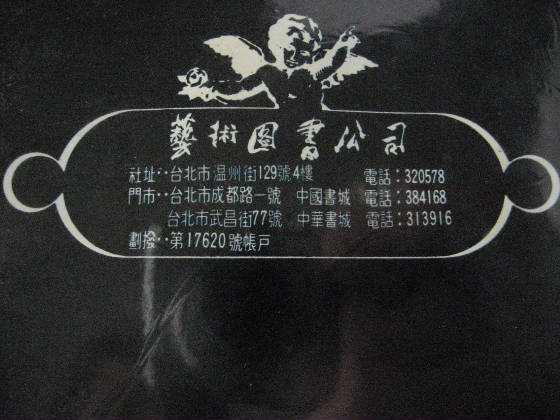 藝術圖書公司
社址··台北市温州街129號4樓 電話：320578
門市··台北市成都路一號 中國書城 電話：384168
台北市武昌街77號 中華書城 電話：313916
劃撥··第17620號帳戶